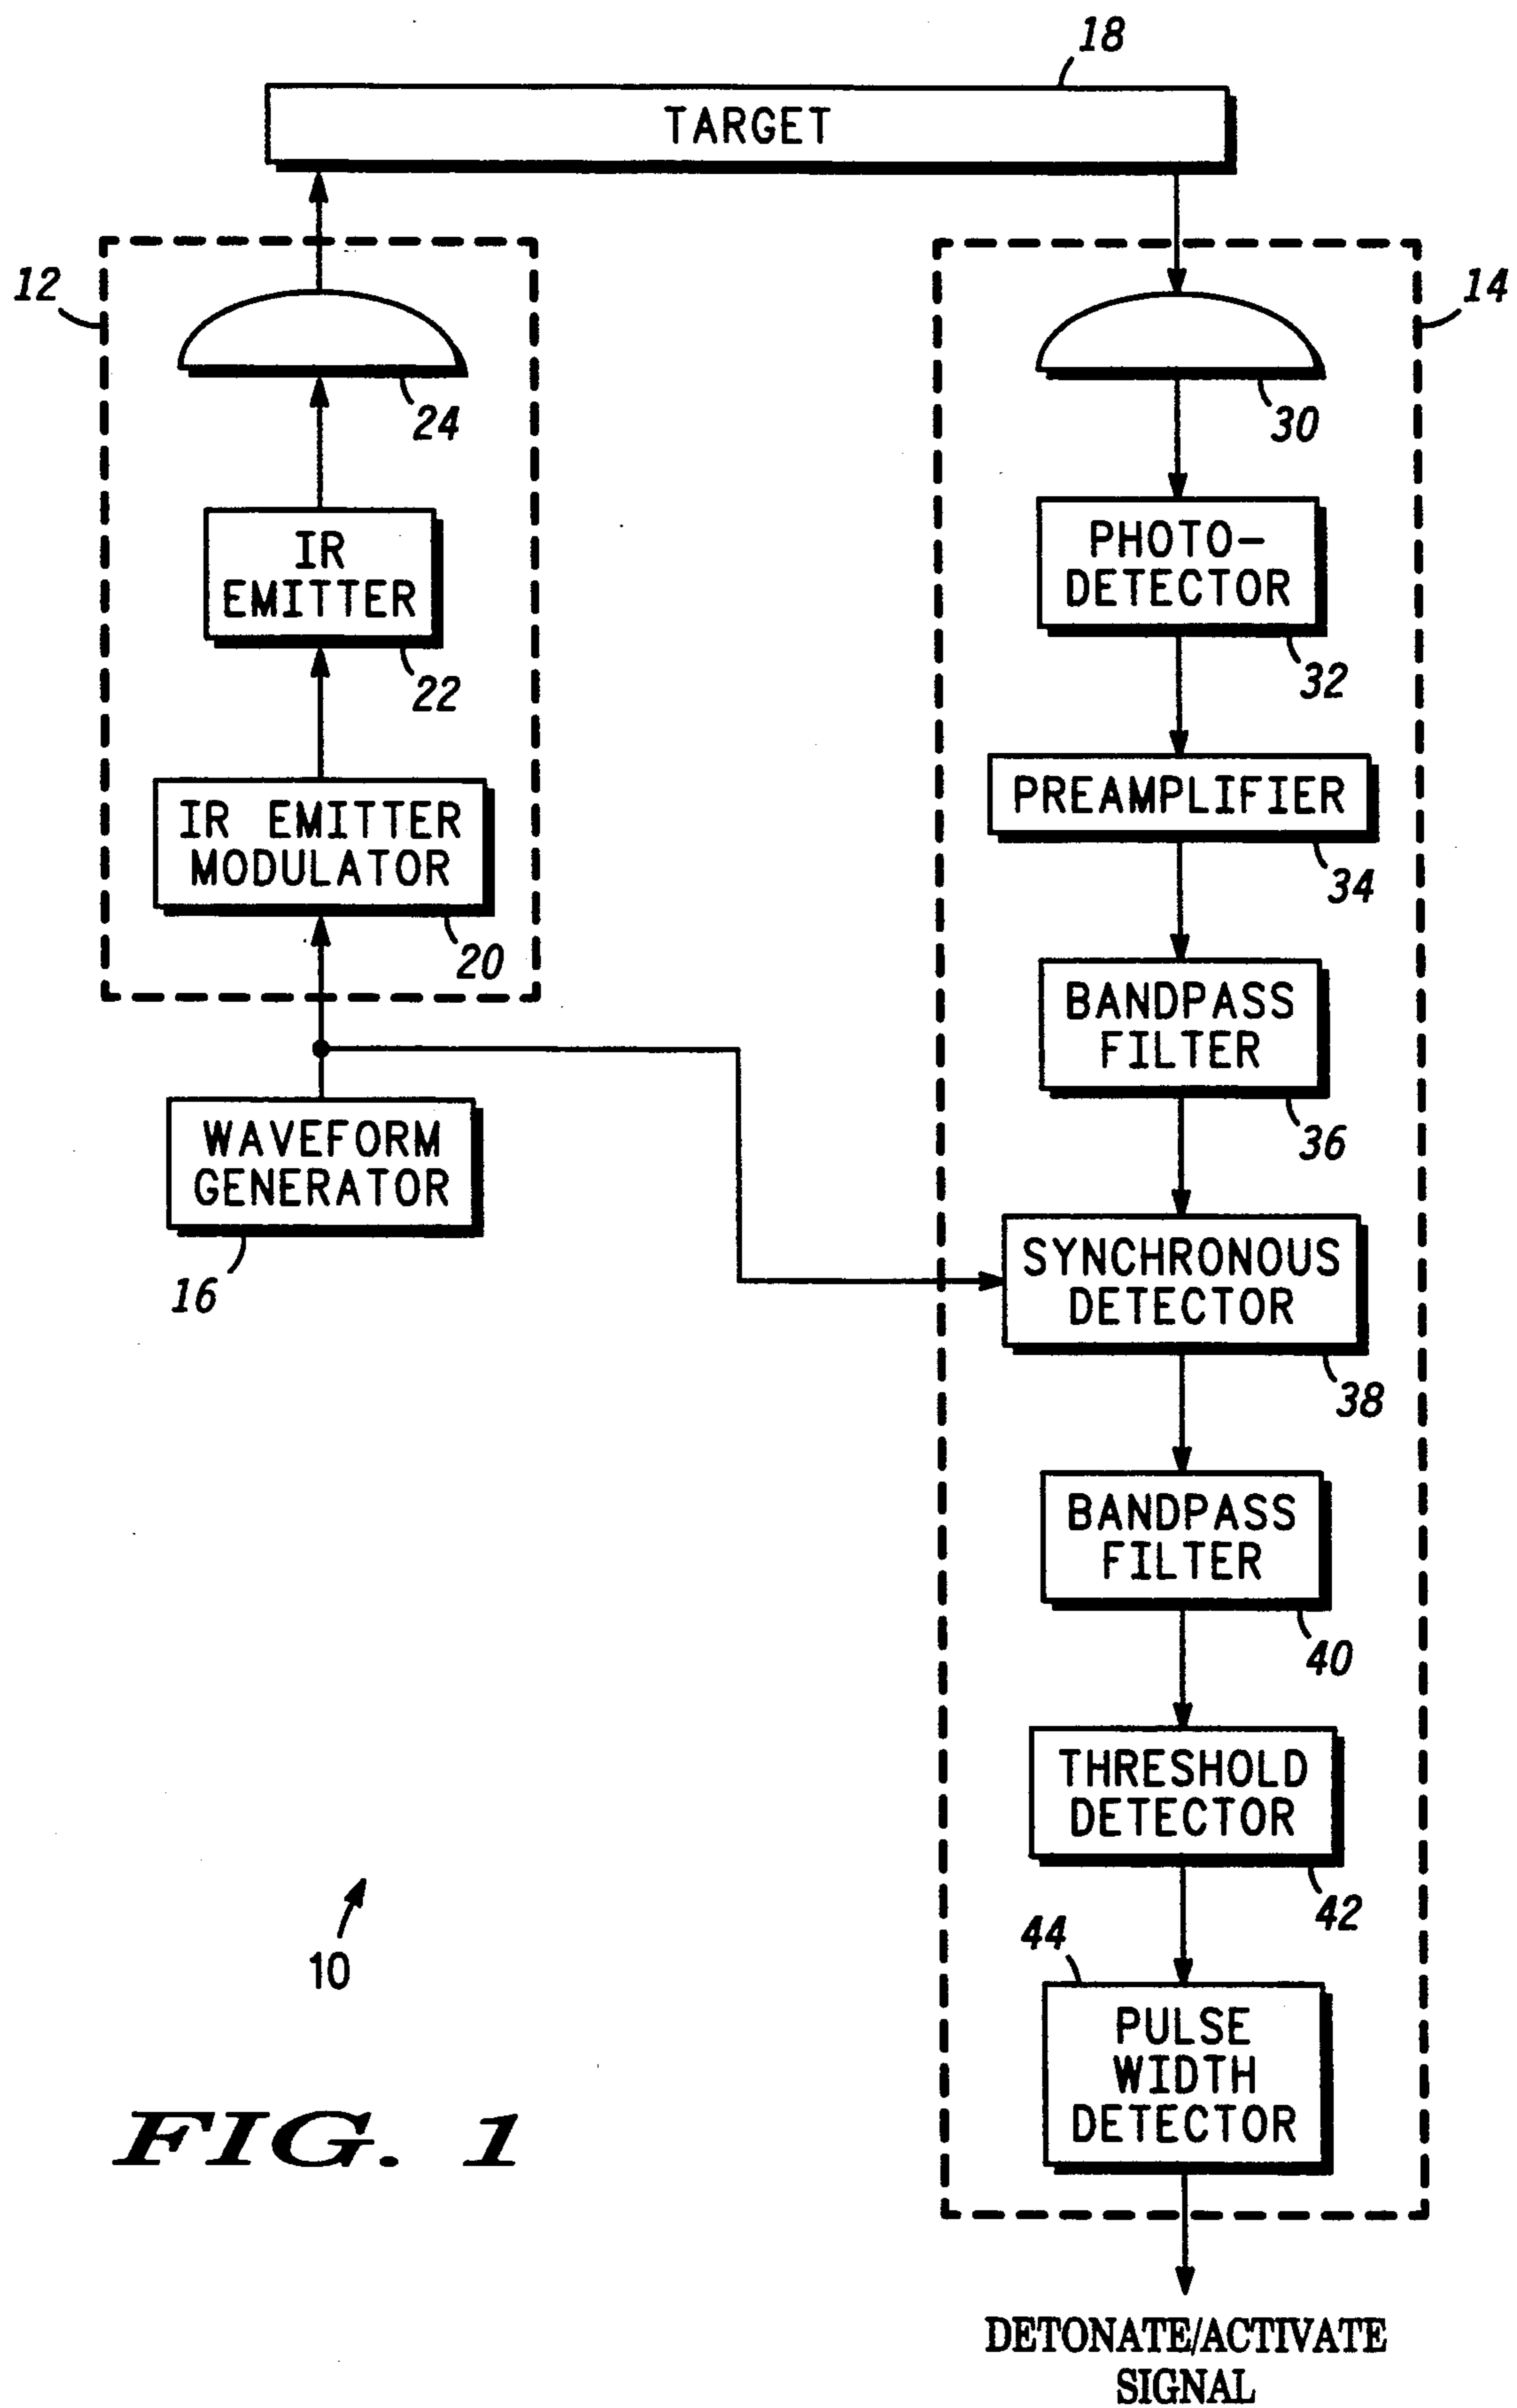 18
TARGET
12
14
24
30
IR
EMITTER
22
PHOTO-
DETECTOR
32
IR EMITTER
MODULATOR
20
PREAMPLIFIER
34
BANDPASS
FILTER
36
WAVEFORM
GENERATOR
16
SYNCHRONOUS
DETECTOR
38
BANDPASS
FILTER
40
THRESHOLD
DETECTOR
42
10
44
PULSE
WIDTH
DETECTOR
FIG. 1
DETONATE/ACTIVATE
SIGNAL